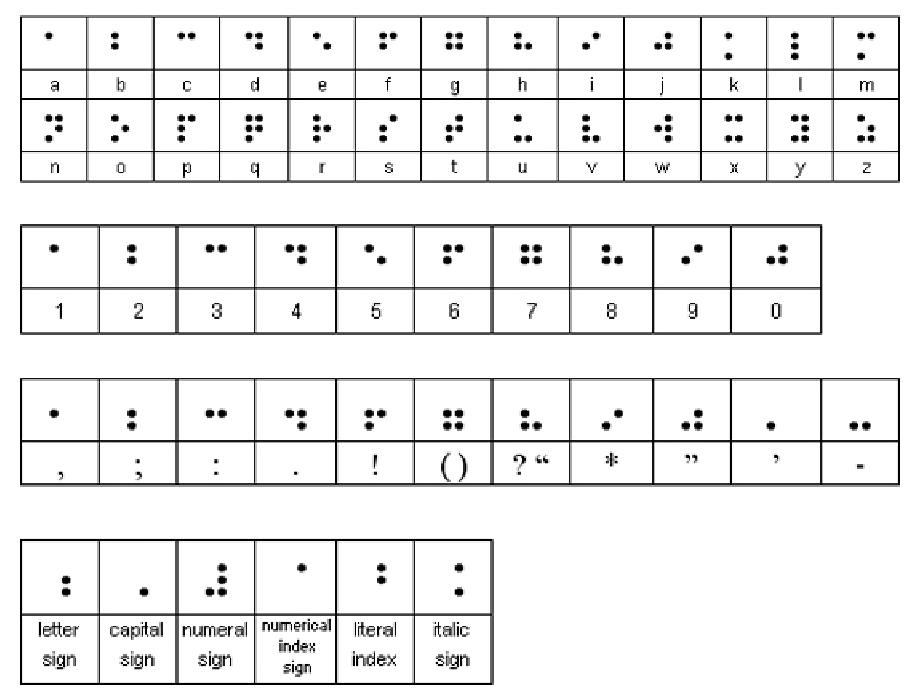 a b c d e f g h i j k l m
n o p q r s t u v w x y z
1 2 3 4 5 6 7 8 9 0
, ; : . ! ( ) ? “ * ” ’ -
letter sign capital sign numeral sign numerical index sign literal index italic sign